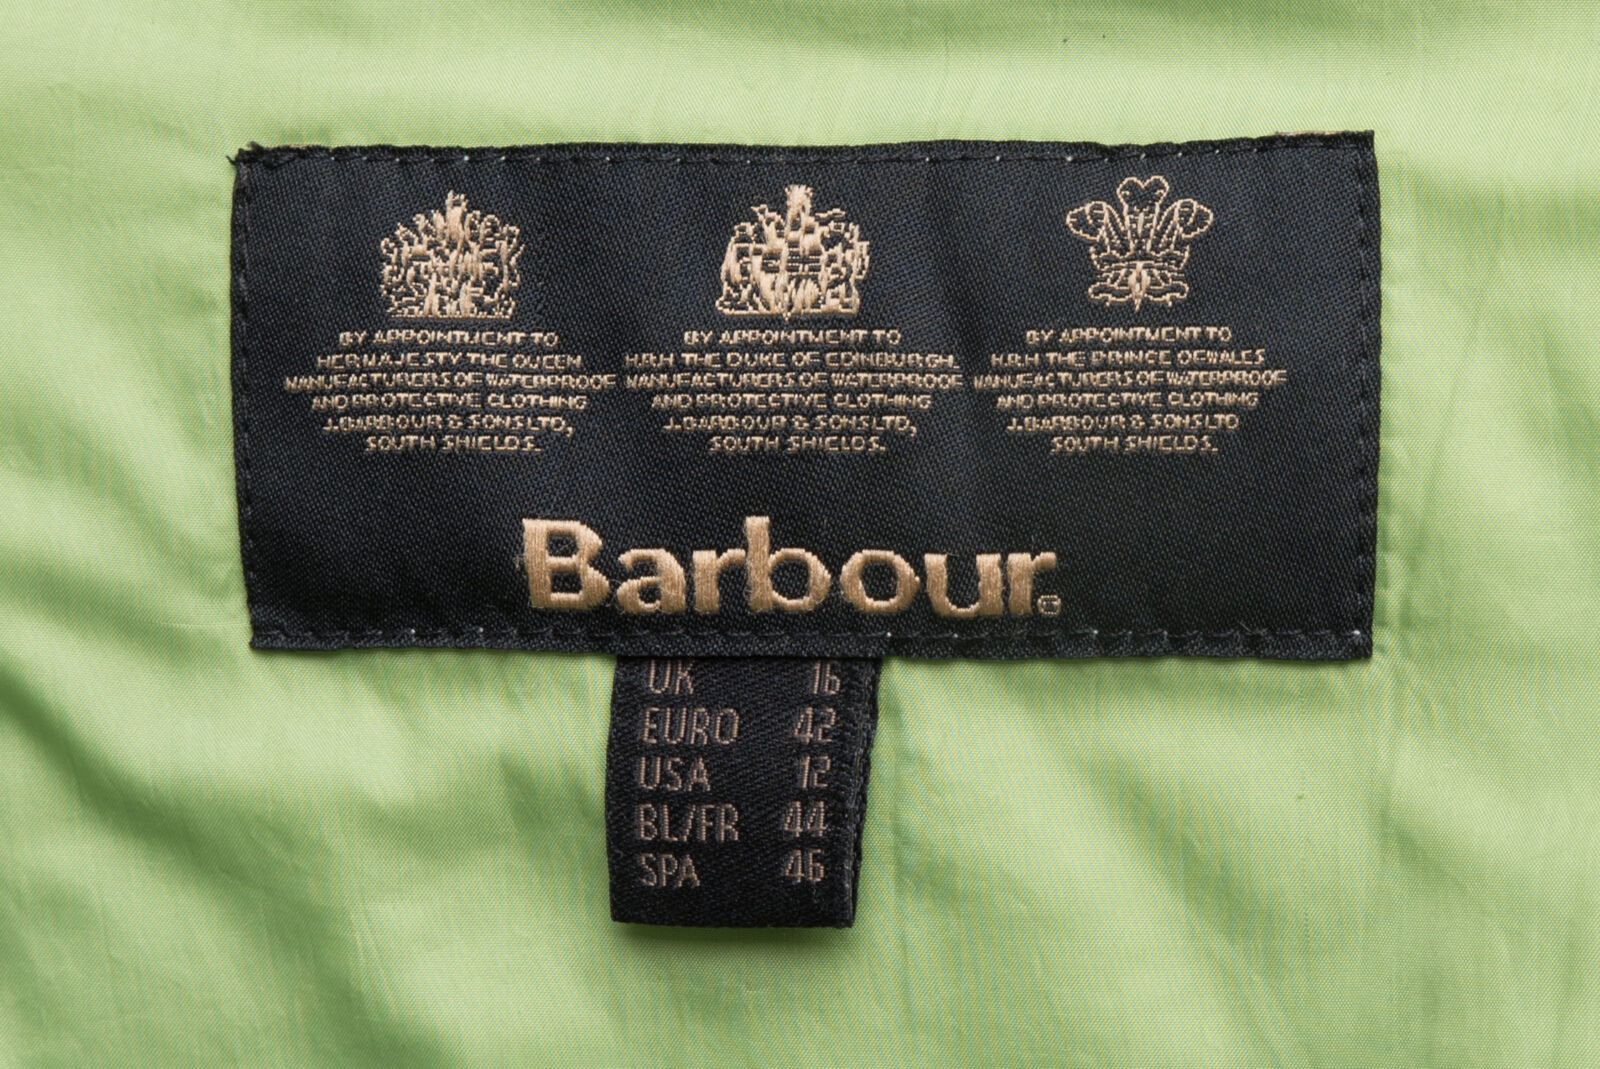 BY APPOINTMENT TO
HER MAJESTY THE QUEEN
MANUFACTURERS OF WATERPROOF
AND PROTECTIVE CLOTHING
J.BARBOUR & SONS LTD,
SOUTH SHIELDS.
BY APPOINTMENT TO
H.R.H THE DUKE OF EDINBURGH
MANUFACTURERS OF WATERPROOF
AND PROTECTIVE CLOTHING
J.BARBOUR & SONS LTD,
SOUTH SHIELDS.
BY APPOINTMENT TO
H.R.H THE PRINCE OF WALES
MANUFACTURERS OF WATERPROOF
AND PROTECTIVE CLOTHING
J.BARBOUR & SONS LTD
SOUTH SHIELDS.
Barbour®
UK 16
EURO 42
USA 12
BL/FR 44
SPA 46